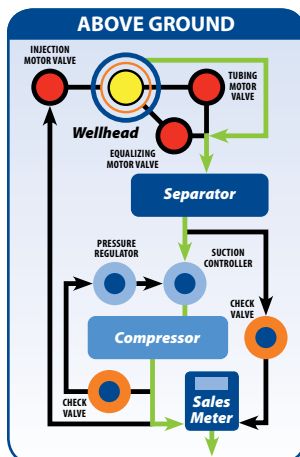 ABOVE GROUND
INJECTION
MOTOR VALVE
TUBING
MOTOR
VALVE
Wellhead
EQUALIZING
MOTOR VALVE
Separator
PRESSURE
REGULATOR
SUCTION
CONTROLLER
CHECK
VALVE
Compressor
CHECK
VALVE
Sales
Meter